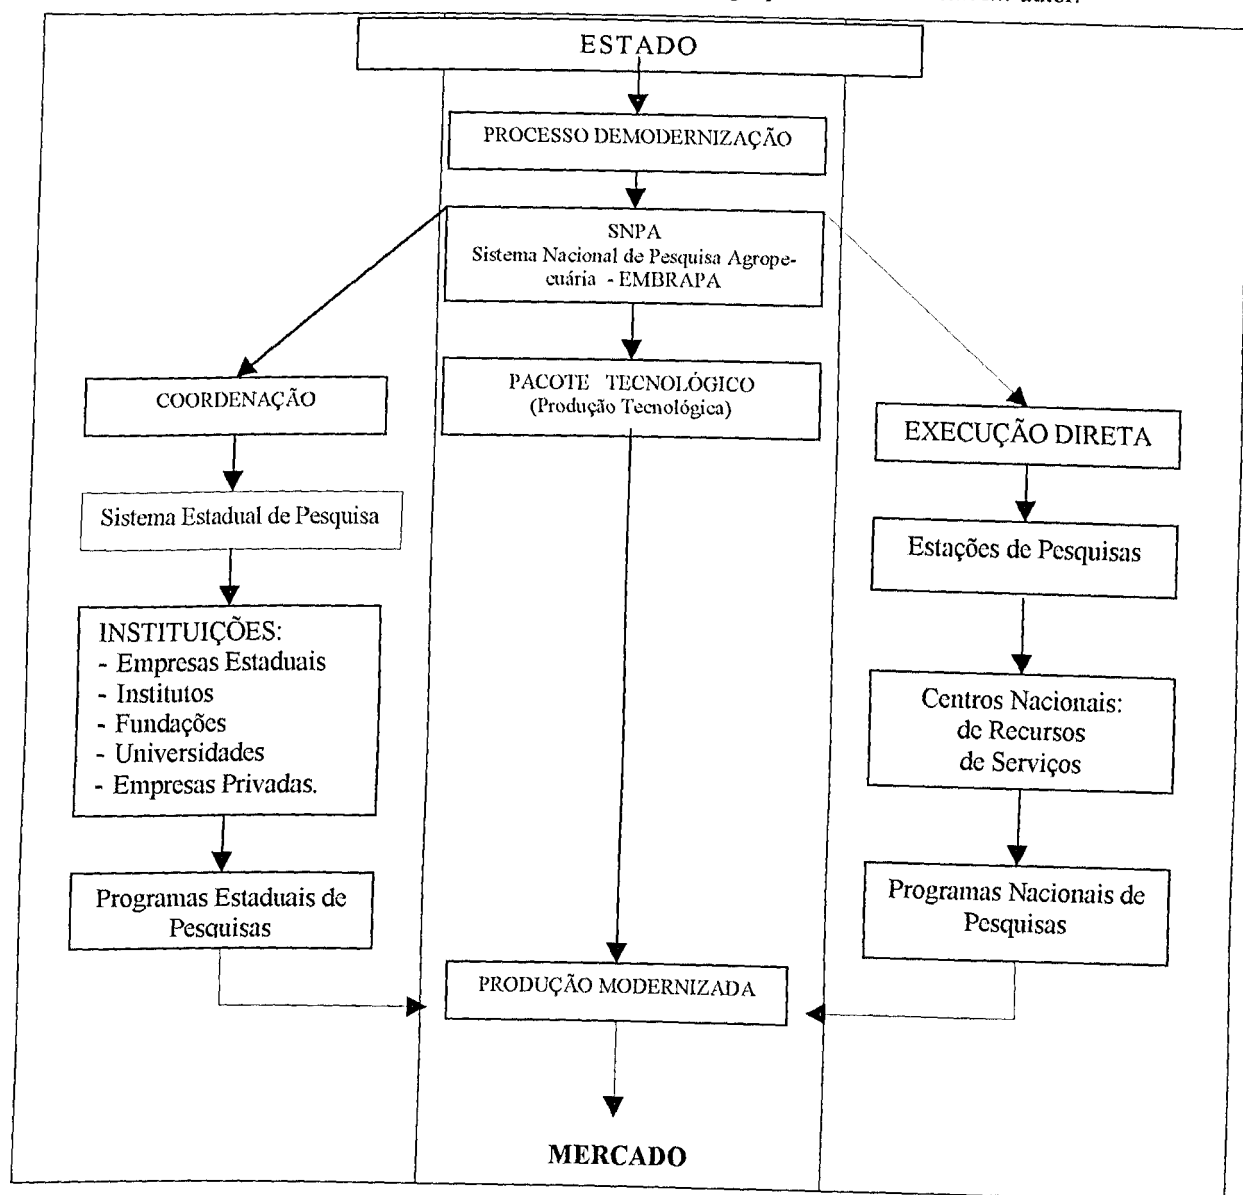 ESTADO
PROCESSO DEMODERNIZAÇÃO
SNPA
Sistema Nacional de Pesquisa Agrope-
cuária - EMBRAPA
PACOTE TECNOLÓGICO
(Produção Tecnológica)
COORDENAÇÃO
Sistema Estadual de Pesquisa
INSTITUIÇÕES:
- Empresas Estaduais
- Institutos
- Fundações
- Universidades
- Empresas Privadas.
Programas Estaduais de
Pesquisas
EXECUÇÃO DIRETA
Estações de Pesquisas
Centros Nacionais:
de Recursos
de Serviços
Programas Nacionais de
Pesquisas
PRODUÇÃO MODERNIZADA
MERCADO